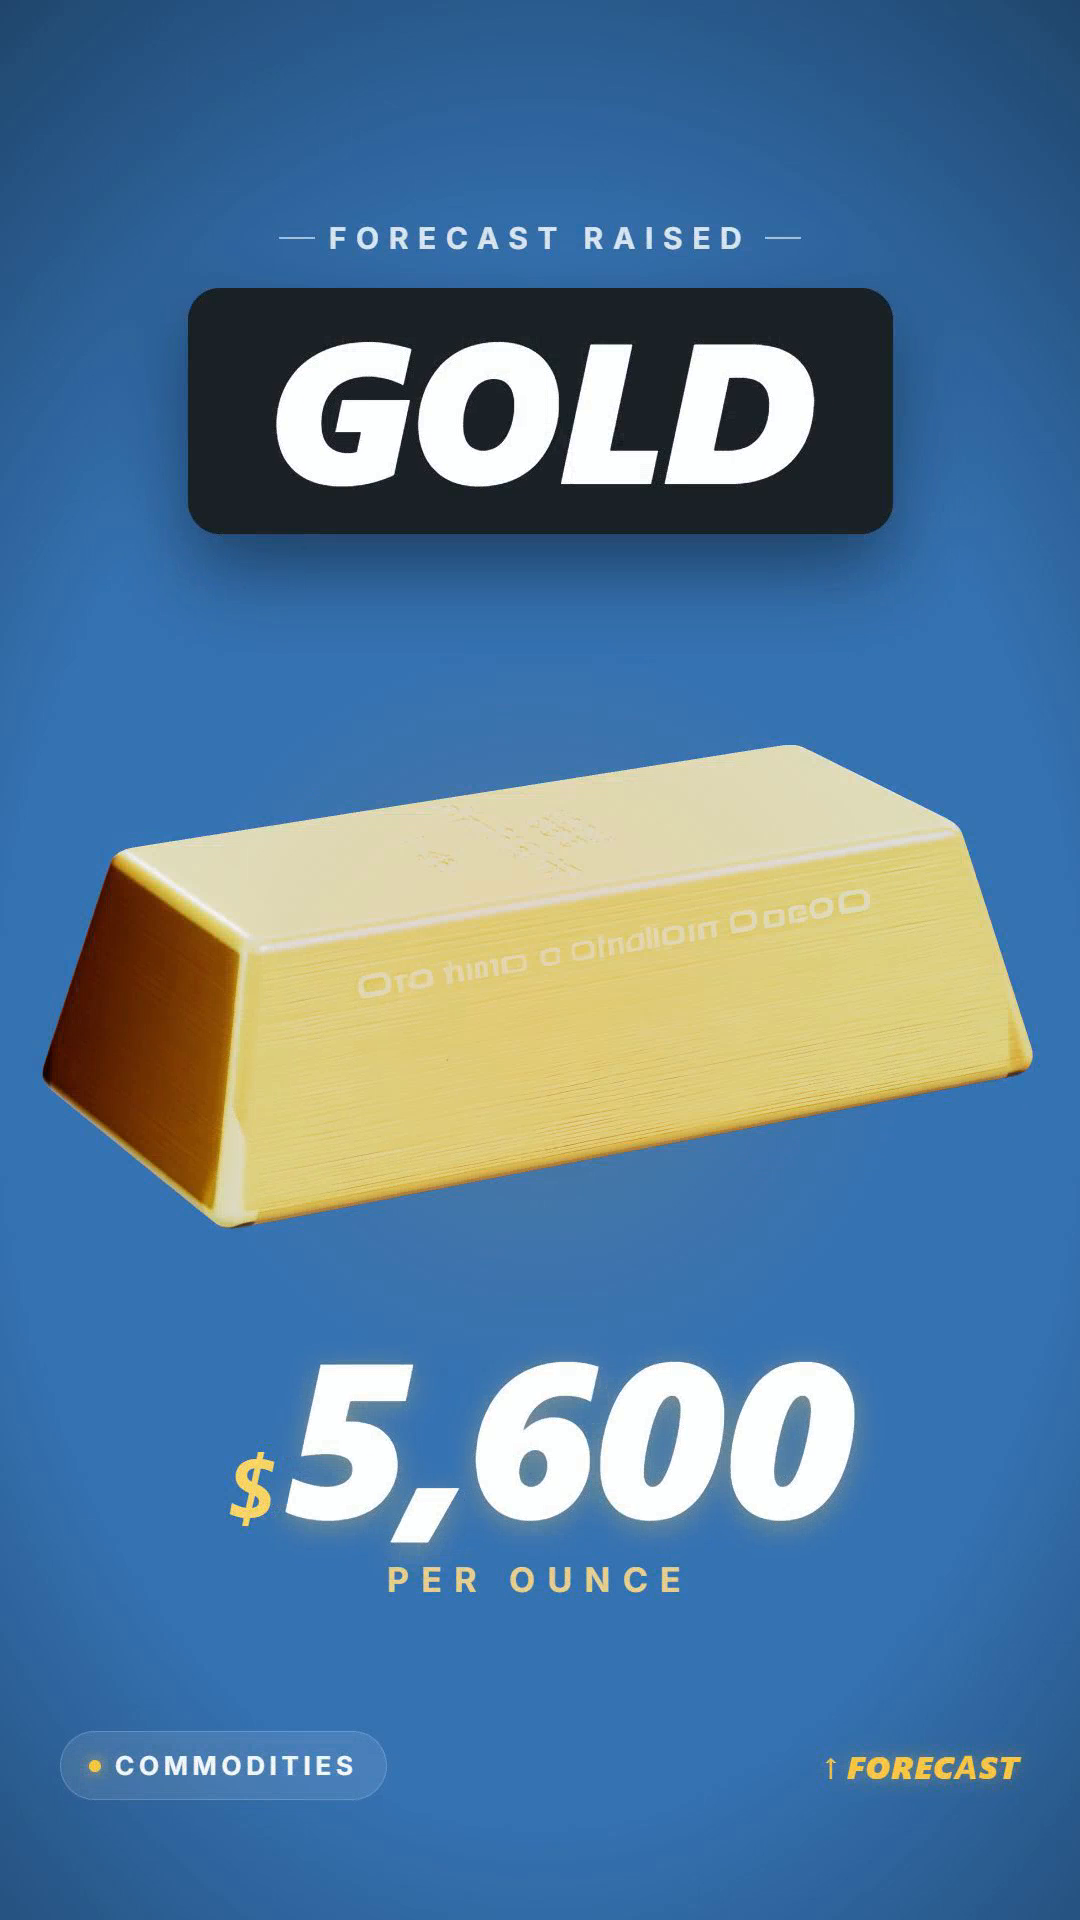 FORECAST RAISED
GOLD
$5,600
PER OUNCE
COMMODITIES
↑ FORECAST